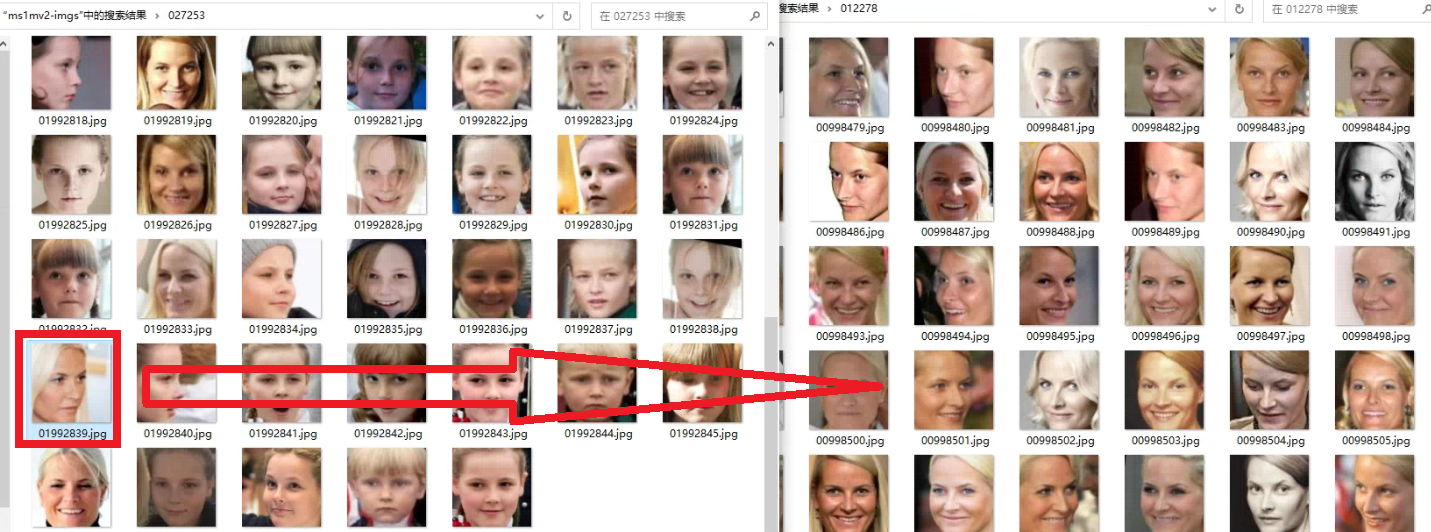 "ms1mv2-imgs"中的搜索结果 › 027253
在 027253 中搜索
搜索结果 › 012278
在 012278 中搜索
01992818.jpg 01992819.jpg 01992820.jpg 01992821.jpg 01992822.jpg 01992823.jpg 01992824.jpg
01992825.jpg 01992826.jpg 01992827.jpg 01992828.jpg 01992829.jpg 01992830.jpg 01992831.jpg
01992832.jpg 01992833.jpg 01992834.jpg 01992835.jpg 01992836.jpg 01992837.jpg 01992838.jpg
01992839.jpg 01992840.jpg 01992841.jpg 01992842.jpg 01992843.jpg 01992844.jpg 01992845.jpg
00998479.jpg 00998480.jpg 00998481.jpg 00998482.jpg 00998483.jpg 00998484.jpg
00998486.jpg 00998487.jpg 00998488.jpg 00998489.jpg 00998490.jpg 00998491.jpg
00998493.jpg 00998494.jpg 00998495.jpg 00998496.jpg 00998497.jpg 00998498.jpg
00998500.jpg 00998501.jpg 00998502.jpg 00998503.jpg 00998504.jpg 00998505.jpg